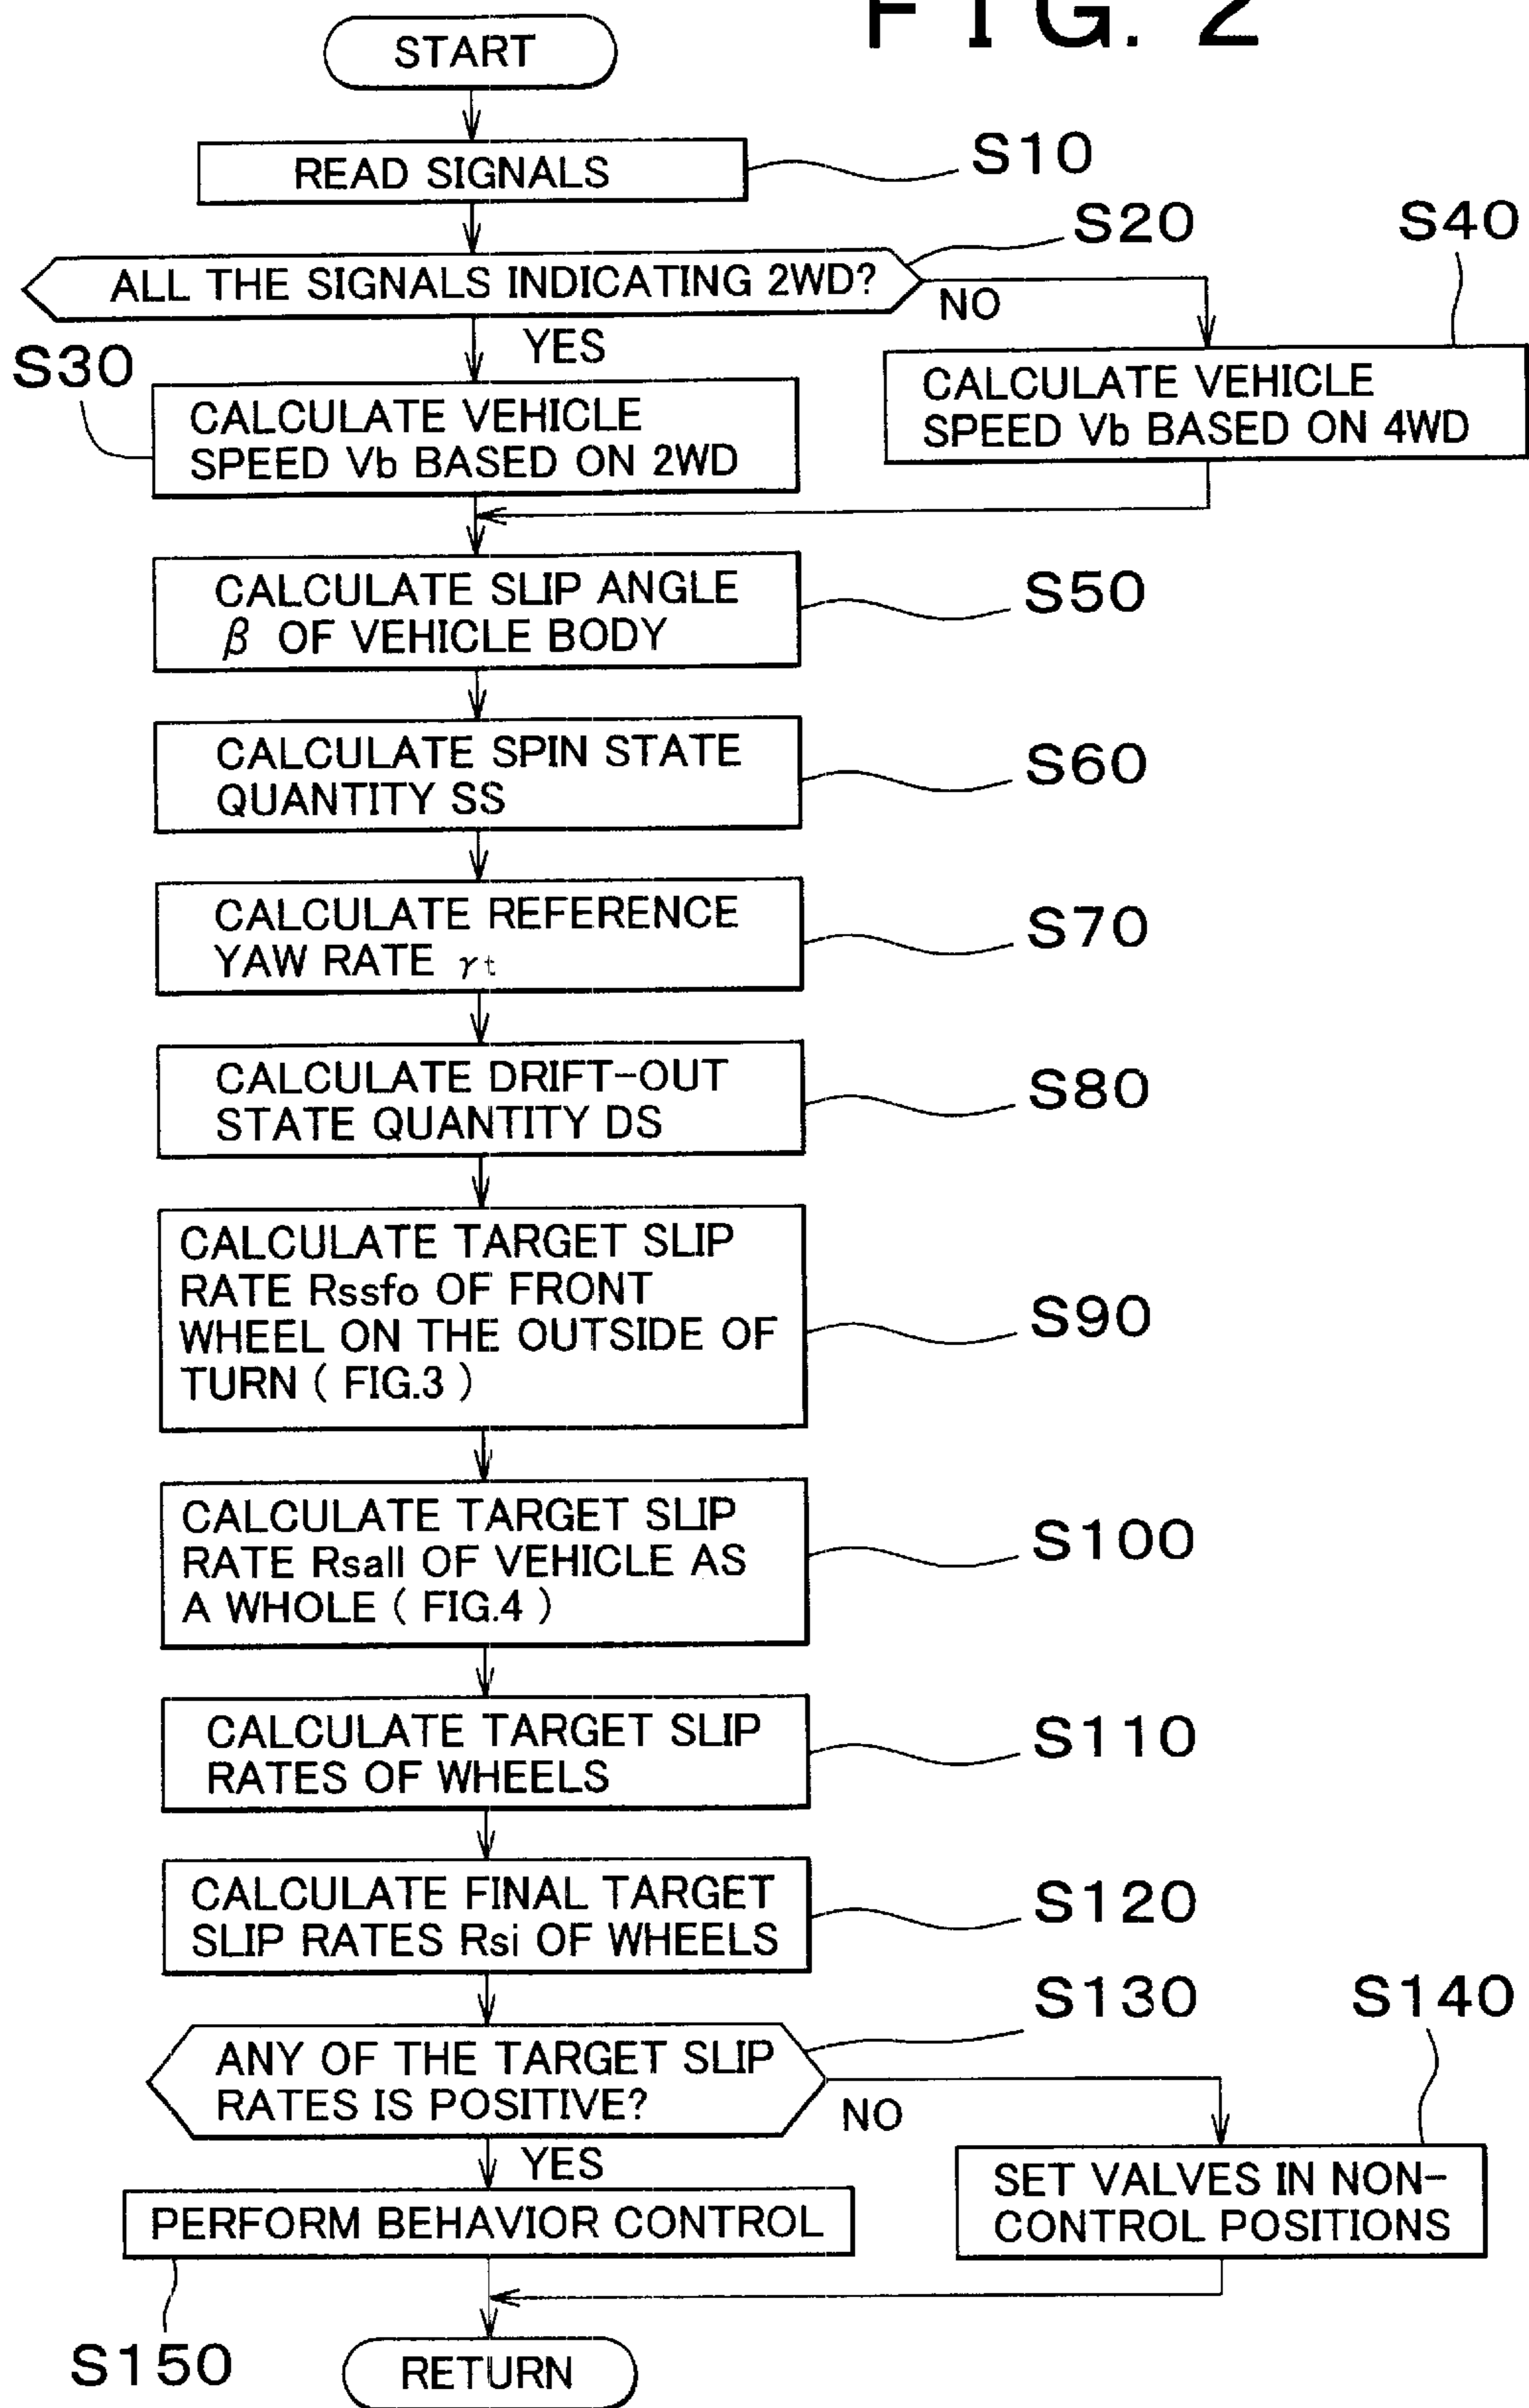 FIG. 2
START
READ SIGNALS
S10
ALL THE SIGNALS INDICATING 2WD?
S20
NO
S40
YES
S30
CALCULATE VEHICLE
SPEED Vb BASED ON 2WD
CALCULATE VEHICLE
SPEED Vb BASED ON 4WD
CALCULATE SLIP ANGLE
β OF VEHICLE BODY
S50
CALCULATE SPIN STATE
QUANTITY SS
S60
CALCULATE REFERENCE
YAW RATE γt
S70
CALCULATE DRIFT-OUT
STATE QUANTITY DS
S80
CALCULATE TARGET SLIP
RATE Rssfo OF FRONT
WHEEL ON THE OUTSIDE OF
TURN ( FIG.3 )
S90
CALCULATE TARGET SLIP
RATE Rsall OF VEHICLE AS
A WHOLE ( FIG.4 )
S100
CALCULATE TARGET SLIP
RATES OF WHEELS
S110
CALCULATE FINAL TARGET
SLIP RATES Rsi OF WHEELS
S120
ANY OF THE TARGET SLIP
RATES IS POSITIVE?
S130
NO
S140
YES
PERFORM BEHAVIOR CONTROL
SET VALVES IN NON-
CONTROL POSITIONS
S150
RETURN